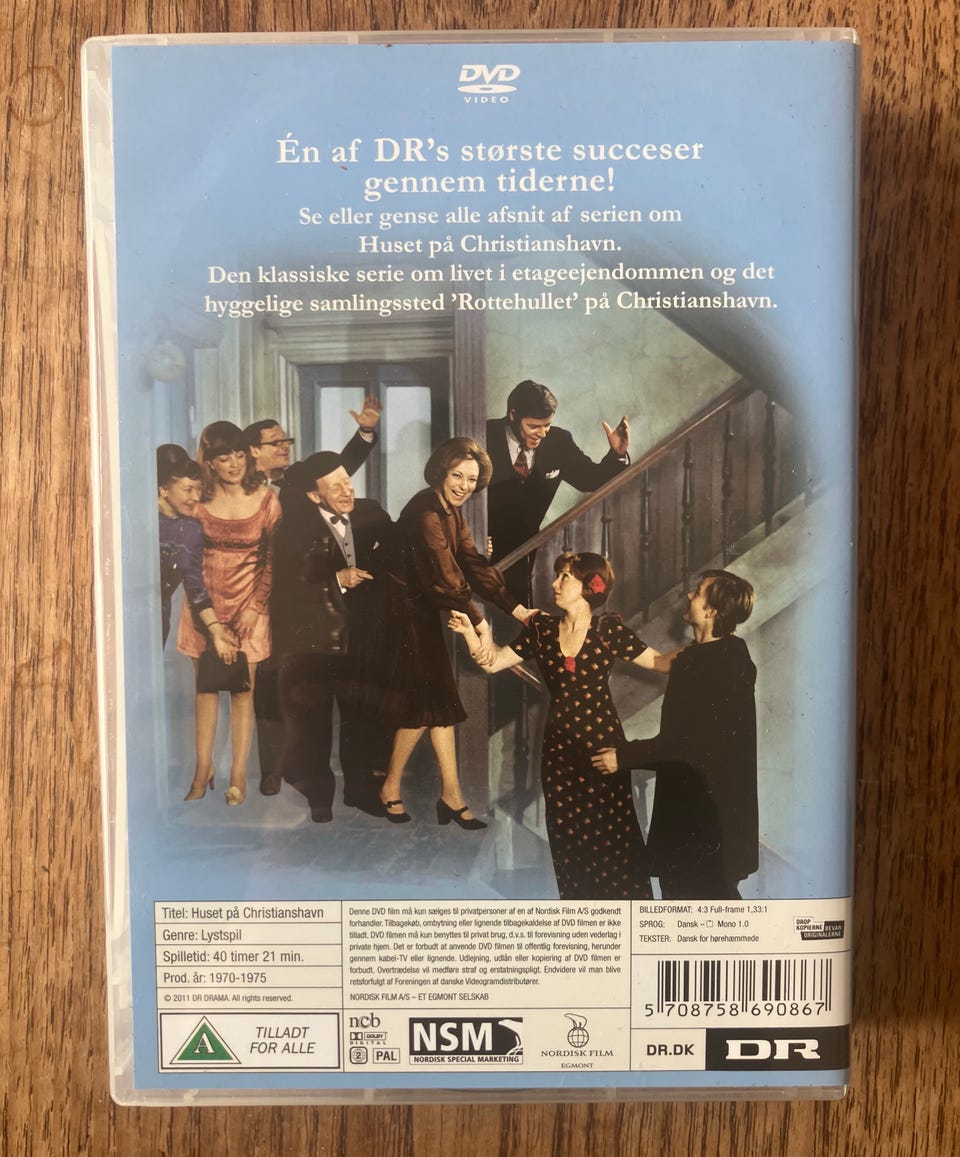 DVD
VIDEO
Én af DR's største succeser
gennem tiderne!
Se eller gense alle afsnit af serien om
Huset på Christianshavn.
Den klassiske serie om livet i etageejendommen og det
hyggelige samlingssted 'Rottehullet' på Christianshavn.
Titel: Huset på Christianshavn
Genre: Lystspil
Spilletid: 40 timer 21 min.
Prod. år: 1970-1975
© 2011 DR DRAMA. All rights reserved.
A
TILLADT
FOR ALLE
Denne DVD film må kun sælges til privatpersoner af en af Nordisk Film A/S godkendt
forhandler. Tilbagekøb, ombytning eller lignende tilbagekaldelse af DVD filmen er ikke
tilladt. DVD filmen må kun benyttes til privat brug, d.v.s. til forevisning uden vederlag i
private hjem. Det er forbudt at anvende DVD filmen til offentlig forevisning, herunder
gennem kabel-TV eller lignende. Udlejning, udlån eller kopiering af DVD filmen er
forbudt. Overtrædelse vil medføre straf og erstatningspligt. Endvidere vil man blive
retsforfulgt af Foreningen af danske Videogramdistributører.
NORDISK FILM A/S – ET EGMONT SELSKAB
ncb
DOLBY
DIGITAL
2 PAL
NSM
NORDISK SPECIAL MARKETING
NORDISK FILM
EGMONT
BILLEDFORMAT: 4:3 Full-frame 1,33:1
SPROG: Dansk – Mono 1.0
TEKSTER: Dansk for hørehæmmede
DROP
KOPIERNE BEVAR
ORIGINALERNE
5 708758 690867
DR.DK
DR